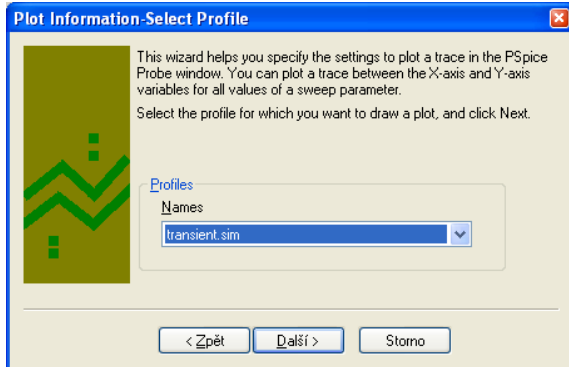 Plot Information-Select Profile
This wizard helps you specify the settings to plot a trace in the PSpice
Probe window. You can plot a trace between the X-axis and Y-axis
variables for all values of a sweep parameter.
Select the profile for which you want to draw a plot, and click Next.
Profiles
Names
transient.sim
< Zpět
Další >
Storno